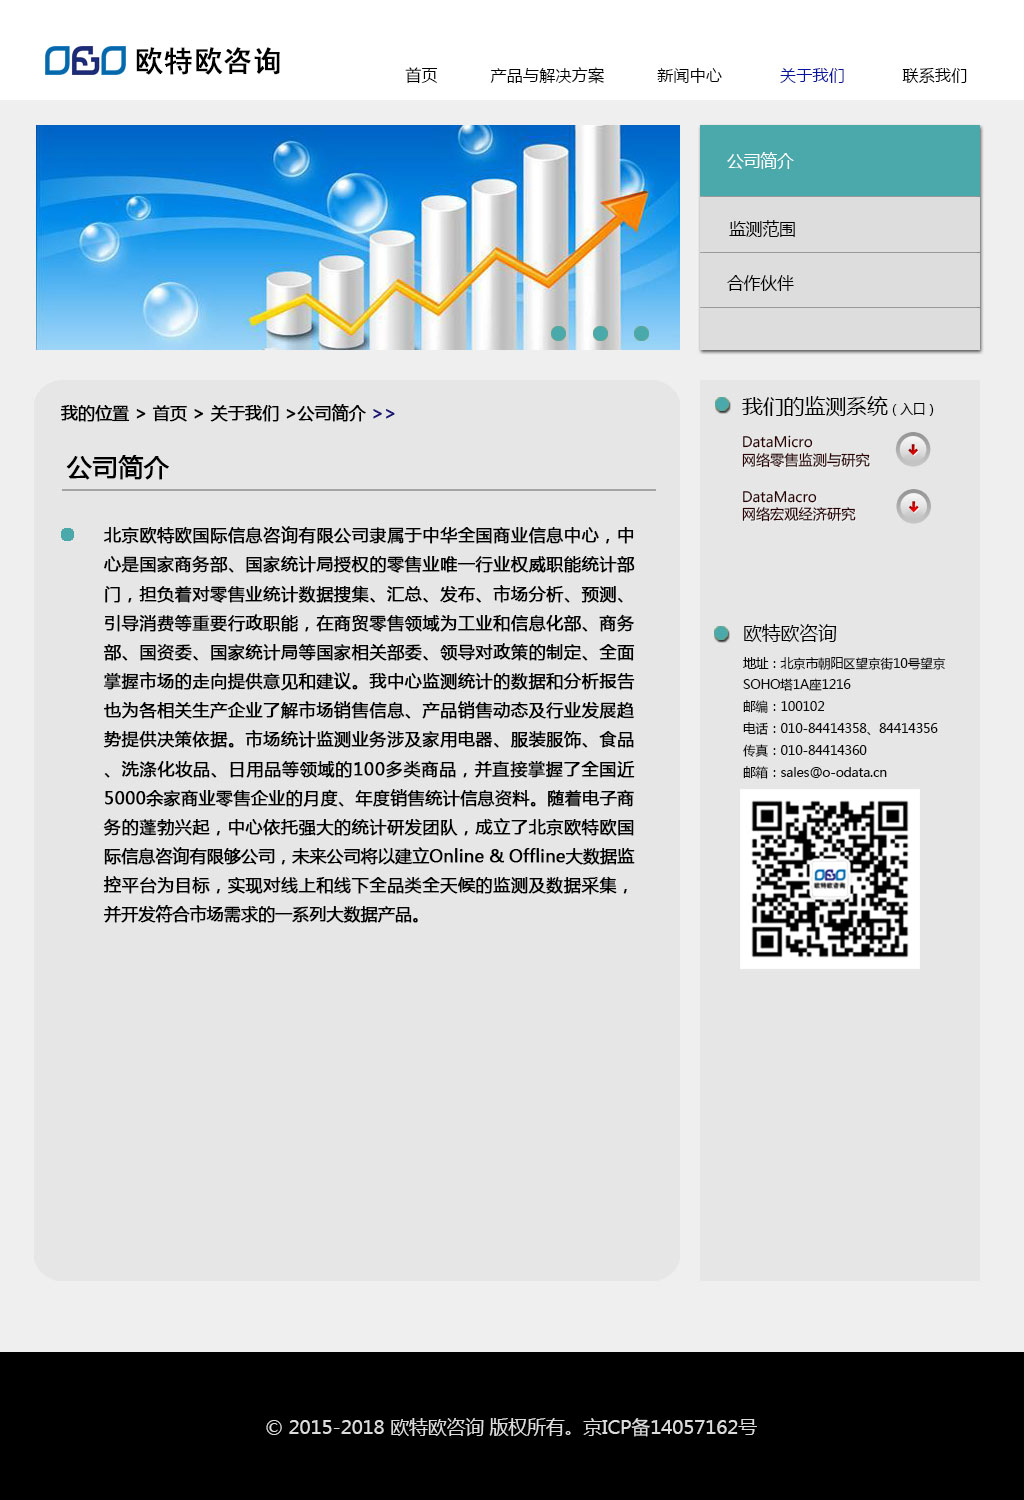 欧特欧咨询
首页 产品与解决方案 新闻中心 关于我们 联系我们
公司简介
监测范围
合作伙伴
我的位置 > 首页 > 关于我们 >公司简介 >>
公司简介
北京欧特欧国际信息咨询有限公司隶属于中华全国商业信息中心，中
心是国家商务部、国家统计局授权的零售业唯一行业权威职能统计部
门，担负着对零售业统计数据搜集、汇总、发布、市场分析、预测、
引导消费等重要行政职能，在商贸零售领域为工业和信息化部、商务
部、国资委、国家统计局等国家相关部委、领导对政策的制定、全面
掌握市场的走向提供意见和建议。我中心监测统计的数据和分析报告
也为各相关生产企业了解市场销售信息、产品销售动态及行业发展趋
势提供决策依据。市场统计监测业务涉及家用电器、服装服饰、食品
、洗涤化妆品、日用品等领域的100多类商品，并直接掌握了全国近
5000余家商业零售企业的月度、年度销售统计信息资料。随着电子商
务的蓬勃兴起，中心依托强大的统计研发团队，成立了北京欧特欧国
际信息咨询有限够公司，未来公司将以建立Online & Offline大数据监
控平台为目标，实现对线上和线下全品类全天候的监测及数据采集，
并开发符合市场需求的一系列大数据产品。
我们的监测系统（入口）
DataMicro
网络零售监测与研究
DataMacro
网络宏观经济研究
欧特欧咨询
地址：北京市朝阳区望京街10号望京
SOHO塔1A座1216
邮编：100102
电话：010-84414358、84414356
传真：010-84414360
邮箱：sales@o-odata.cn
欧特欧咨询
© 2015-2018 欧特欧咨询 版权所有。京ICP备14057162号